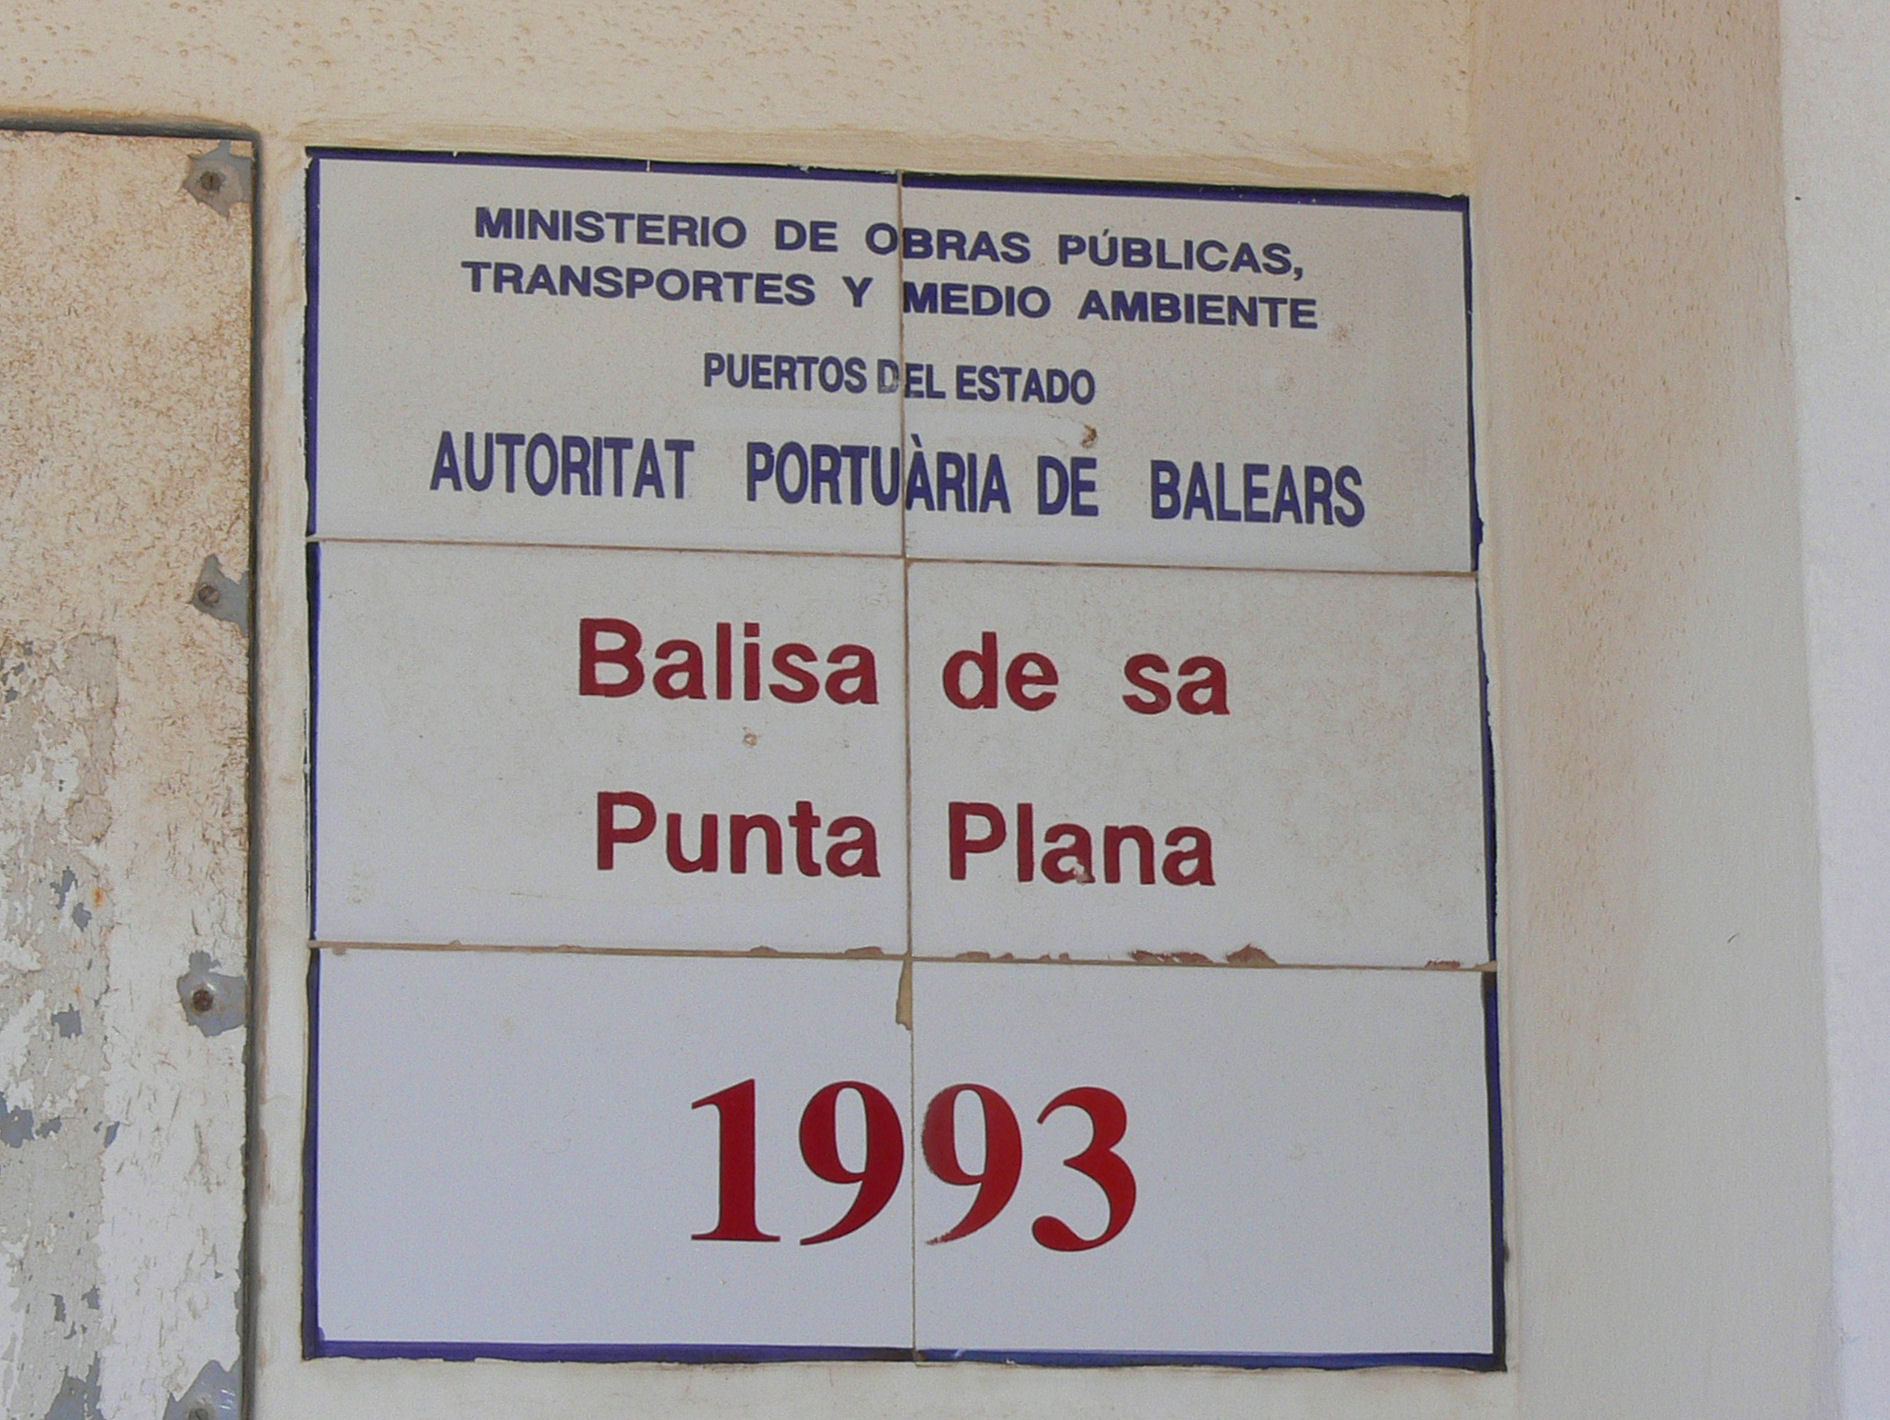 MINISTERIO DE OBRAS PÚBLICAS,
TRANSPORTES Y MEDIO AMBIENTE
PUERTOS DEL ESTADO
AUTORITAT PORTUÀRIA DE BALEARS
Balisa de sa
Punta Plana
1993